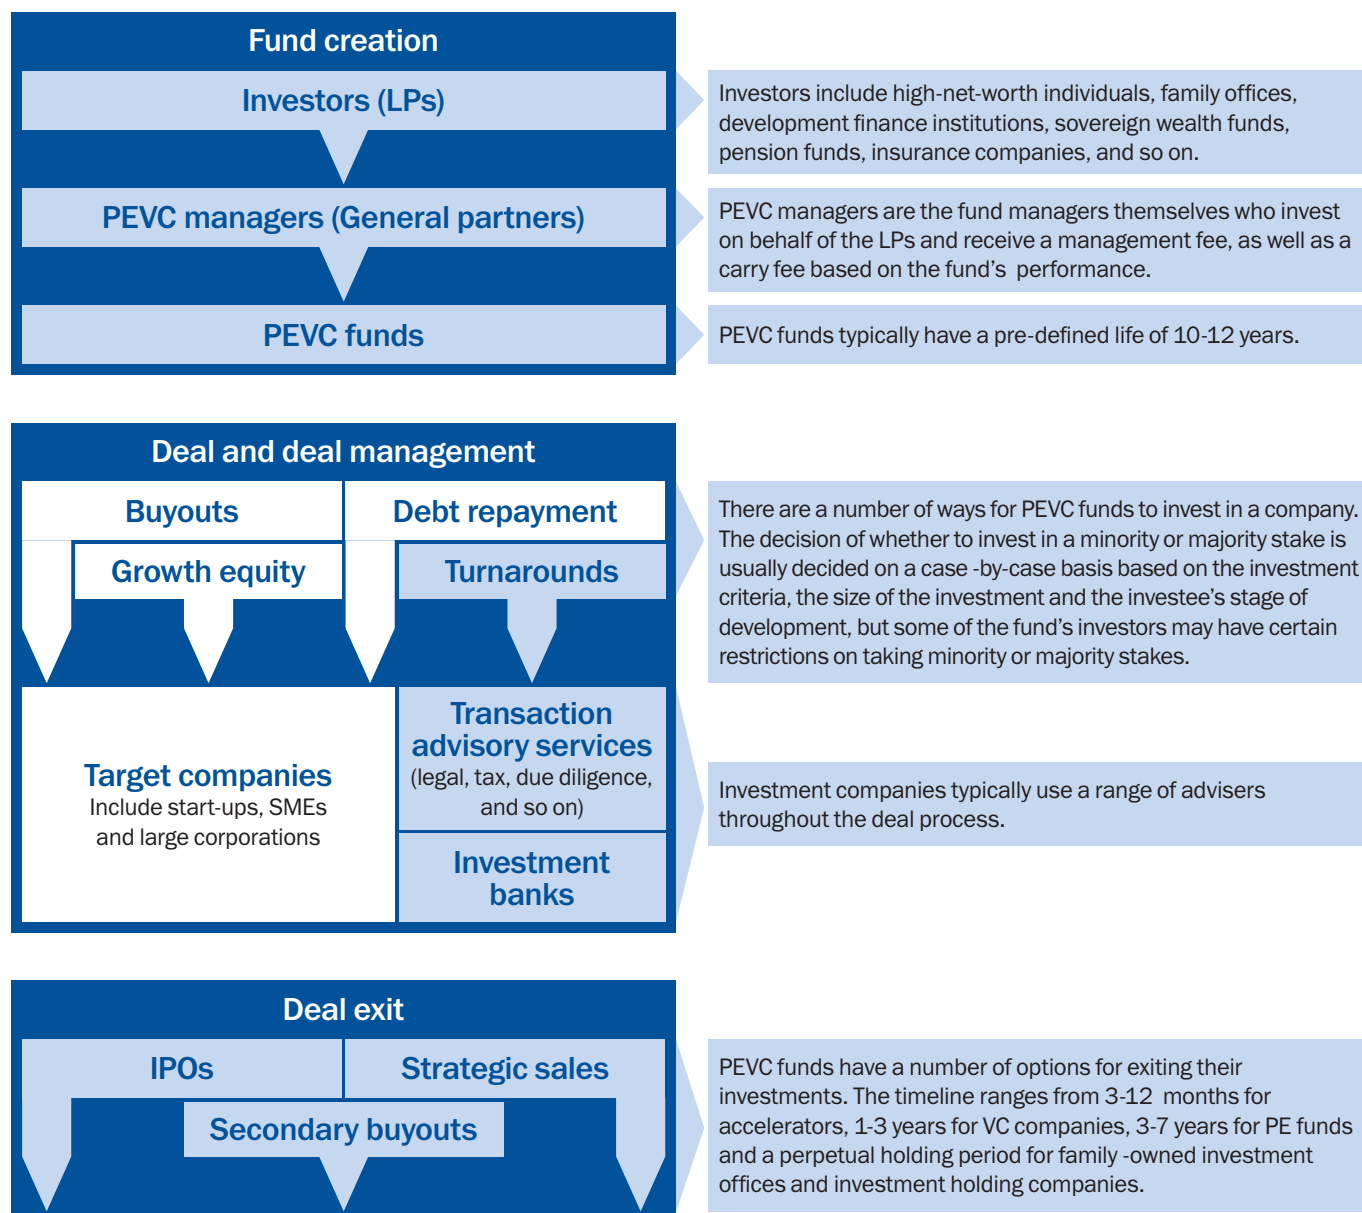 Fund creation
Investors (LPs)
Investors include high-net-worth individuals, family offices,
development finance institutions, sovereign wealth funds,
pension funds, insurance companies, and so on.
PEVC managers (General partners)
PEVC managers are the fund managers themselves who invest
on behalf of the LPs and receive a management fee, as well as a
carry fee based on the fund's  performance.
PEVC funds
PEVC funds typically have a pre-defined life of 10-12 years.
Deal and deal management
Buyouts
Debt repayment
Growth equity
Turnarounds
There are a number of ways for PEVC funds to invest in a company.
The decision of whether to invest in a minority or majority stake is
usually decided on a case -by-case basis based on the investment
criteria, the size of the investment and the investee's stage of
development, but some of the fund's investors may have certain
restrictions on taking minority or majority stakes.
Target companies
Include start-ups, SMEs
and large corporations
Transaction
advisory services
(legal, tax, due diligence,
and so on)
Investment
banks
Investment companies typically use a range of advisers
throughout the deal process.
Deal exit
IPOs
Strategic sales
Secondary buyouts
PEVC funds have a number of options for exiting their
investments. The timeline ranges from 3-12  months for
accelerators, 1-3 years for VC companies, 3-7 years for PE funds
and a perpetual holding period for family -owned investment
offices and investment holding companies.